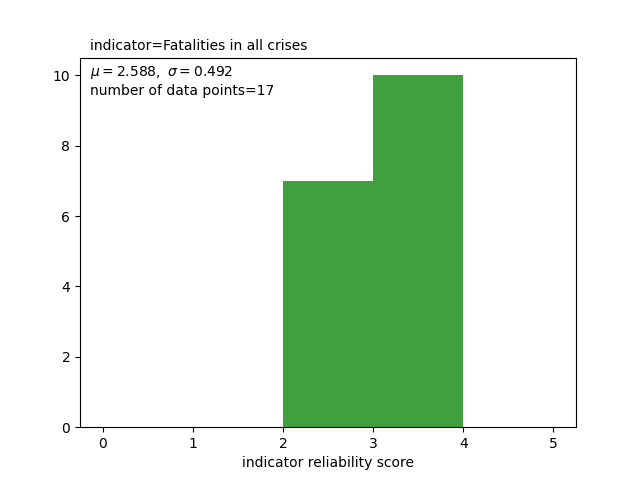 indicator=Fatalities in all crises
μ = 2.588, σ = 0.492
number of data points=17
10
8
6
4
2
0
0 1 2 3 4 5
indicator reliability score